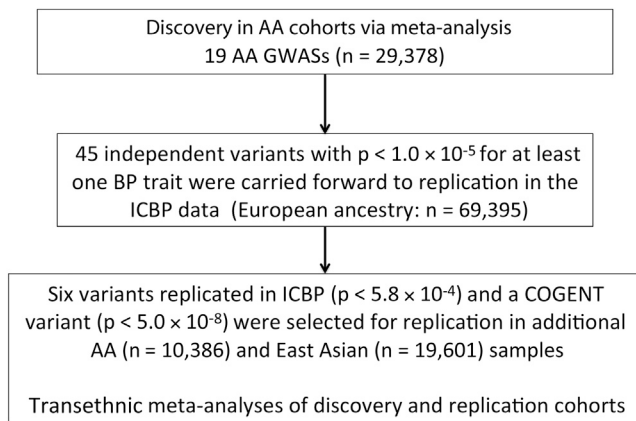 Discovery in AA cohorts via meta-analysis
19 AA GWASs (n = 29,378)
45 independent variants with p < 1.0 × 10⁻⁵ for at least
one BP trait were carried forward to replication in the
ICBP data (European ancestry: n = 69,395)
Six variants replicated in ICBP (p < 5.8 × 10⁻⁴) and a COGENT
variant (p < 5.0 × 10⁻⁸) were selected for replication in additional
AA (n = 10,386) and East Asian (n = 19,601) samples
Transethnic meta-analyses of discovery and replication cohorts